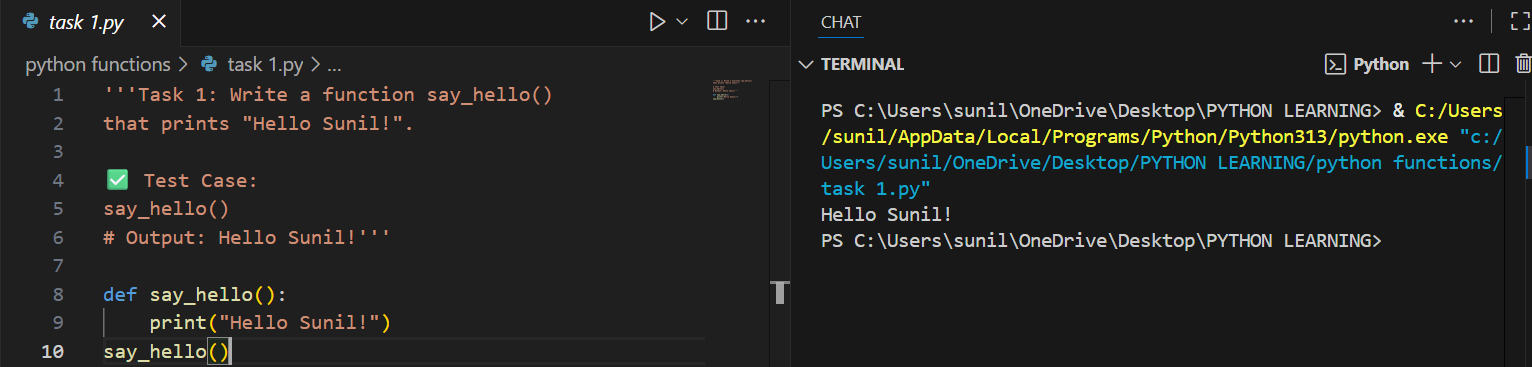 task 1.py
python functions > task 1.py > ...
1 '''Task 1: Write a function say_hello()
2 that prints "Hello Sunil!".
3
4 ✅ Test Case:
5 say_hello()
6 # Output: Hello Sunil!'''
7
8 def say_hello():
9     print("Hello Sunil!")
10 say_hello()
CHAT
TERMINAL
Python
PS C:\Users\sunil\OneDrive\Desktop\PYTHON LEARNING> & C:/Users
/sunil/AppData/Local/Programs/Python/Python313/python.exe "c:/
Users/sunil/OneDrive/Desktop/PYTHON LEARNING/python functions/
task 1.py"
Hello Sunil!
PS C:\Users\sunil\OneDrive\Desktop\PYTHON LEARNING>